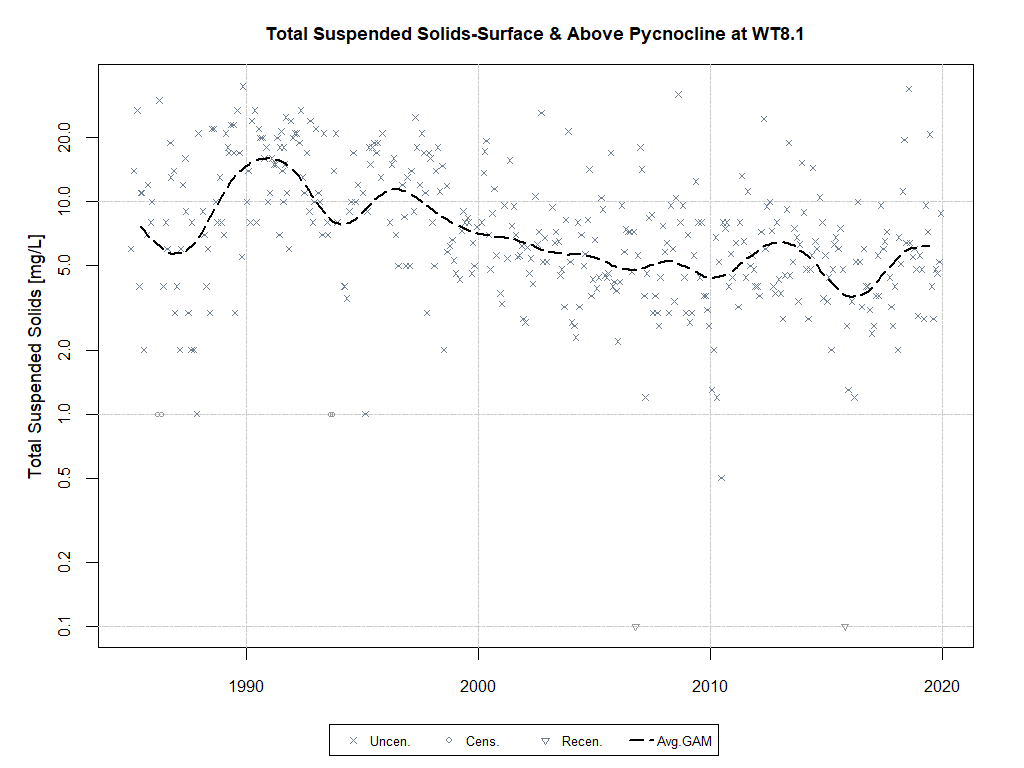 Total Suspended Solids-Surface & Above Pycnocline at WT8.1
Total Suspended Solids [mg/L]
20.0
10.0
5.0
2.0
1.0
0.5
0.2
0.1
1990 2000 2010 2020
Uncen. Cens. Recen. Avg.GAM